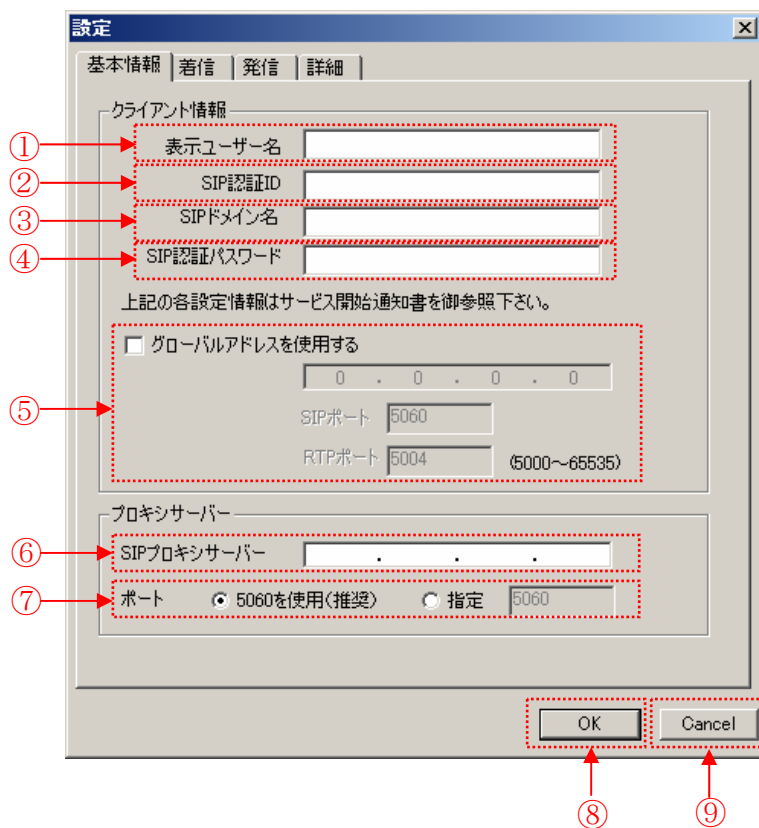 設定
基本情報 着信 発信 詳細
クライアント情報
① 表示ユーザー名
② SIP認証ID
③ SIPドメイン名
④ SIP認証パスワード
上記の各設定情報はサービス開始通知書を御参照下さい。
グローバルアドレスを使用する
0 . 0 . 0 . 0
⑤ SIPポート 5060
RTPポート 5004 (5000～65535)
プロキシサーバー
⑥ SIPプロキシサーバー . . .
⑦ ポート 5060を使用(推奨) 指定 5060
OK Cancel
⑧ ⑨